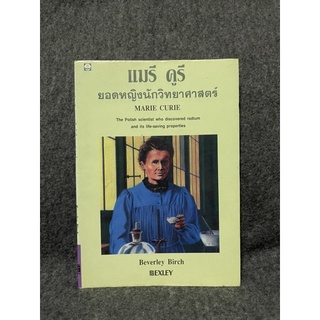 แมรี คูรี
ยอดหญิงนักวิทยาศาสตร์
MARIE CURIE
The Polish scientist who discovered radium
and its life-saving properties
Beverley Birch
EXLEY